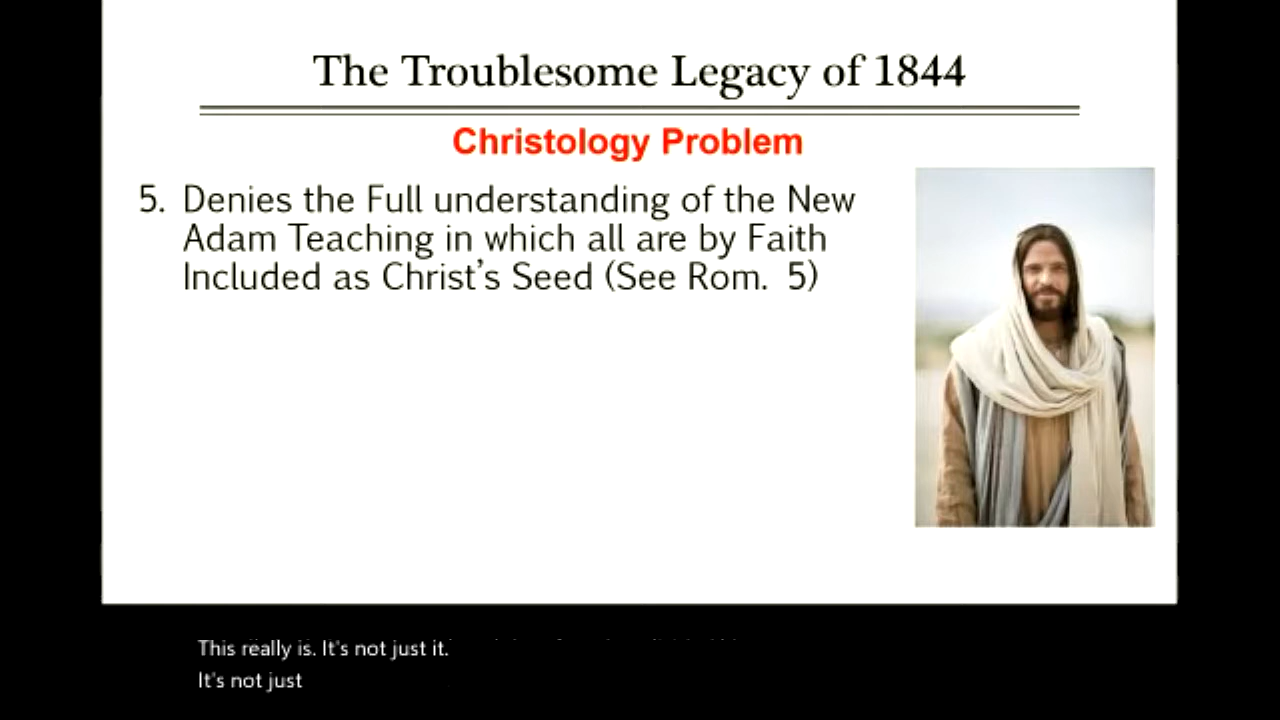 The Troublesome Legacy of 1844
Christology Problem
5. Denies the Full understanding of the New
Adam Teaching in which all are by Faith
Included as Christ's Seed (See Rom. 5)
This really is. It's not just it.
It's not just